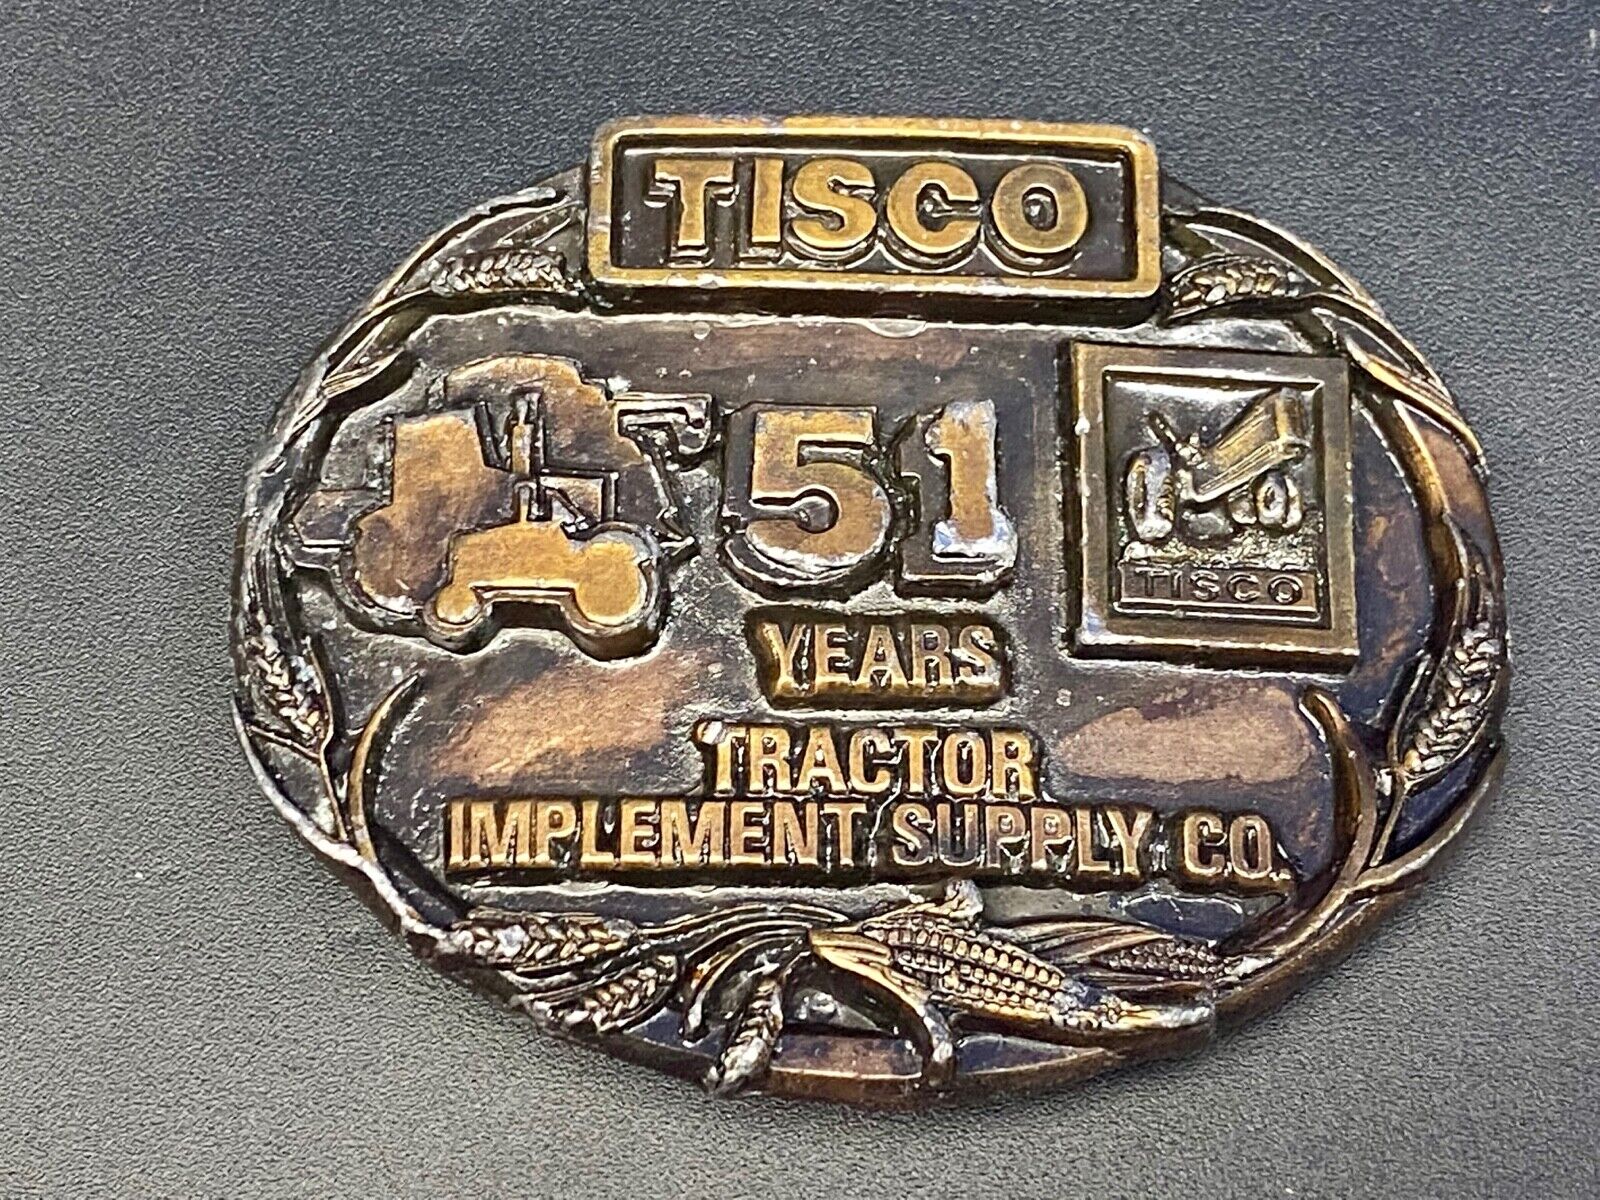 TISCO
51
YEARS
TISCO
TRACTOR
IMPLEMENT SUPPLY CO.